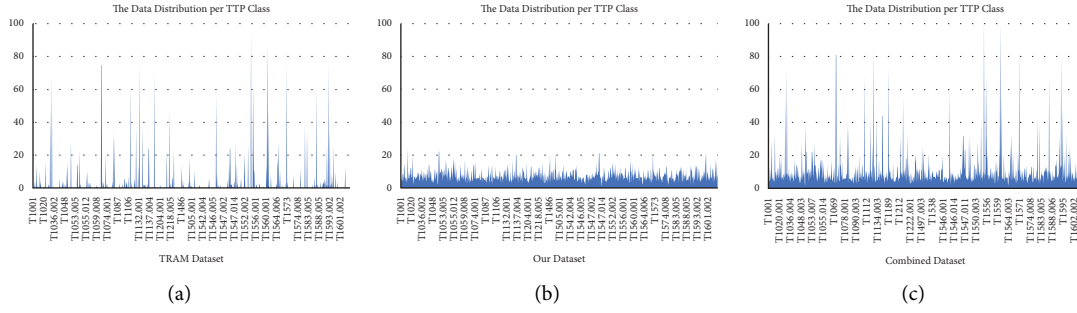 The Data Distribution per TTP Class
100
80
60
40
20
0
T1001
T1020
T1036.002
T1048
T1053.005
T1055.012
T1059.008
T1074.001
T1087
T1106
T1132.001
T1137.004
T1204.001
T1218.005
T1486
T1505.001
T1542.004
T1546.005
T1547.002
T1547.014
T1552.002
T1556.001
T1560.001
T1564.006
T1573
T1574.008
T1583.005
T1588.005
T1593.002
T1601.002
TRAM Dataset
(a)
The Data Distribution per TTP Class
100
80
60
40
20
0
T1001
T1020
T1036.002
T1048
T1053.005
T1055.012
T1059.008
T1074.001
T1087
T1106
T1132.001
T1137.004
T1204.001
T1218.005
T1486
T1505.001
T1542.004
T1546.005
T1547.002
T1547.014
T1552.002
T1556.001
T1560.001
T1564.006
T1573
T1574.008
T1583.005
T1588.005
T1593.002
T1601.002
Our Dataset
(b)
The Data Distribution per TTP Class
100
80
60
40
20
0
T1001
T1020.001
T1036.004
T1048.003
T1053.007
T1055.014
T1069
T1078.001
T1090.003
T1112
T1134.003
T1189
T1212
T1222.001
T1497.003
T1538
T1546.001
T1546.014
T1547.011
T1550.003
T1556
T1559
T1564.003
T1571
T1574.008
T1583.005
T1588.006
T1595
T1602.002
Combined Dataset
(c)